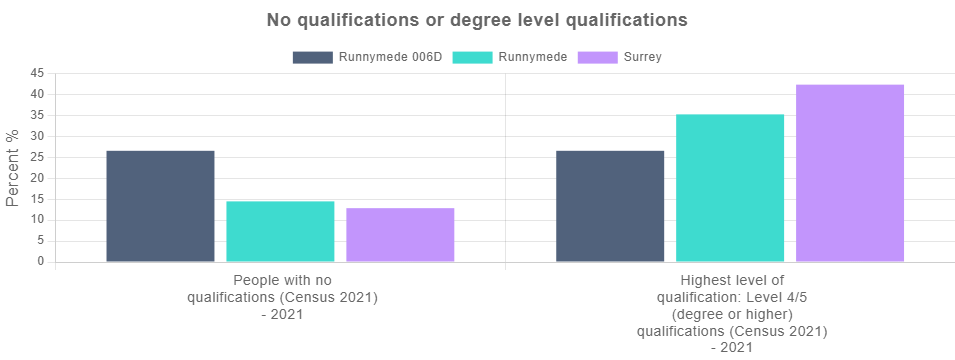 No qualifications or degree level qualifications
Runnymede 006D Runnymede Surrey
Percent %
45
40
35
30
25
20
15
10
5
0
People with no
qualifications (Census 2021)
- 2021
Highest level of
qualification: Level 4/5
(degree or higher)
qualifications (Census 2021)
- 2021